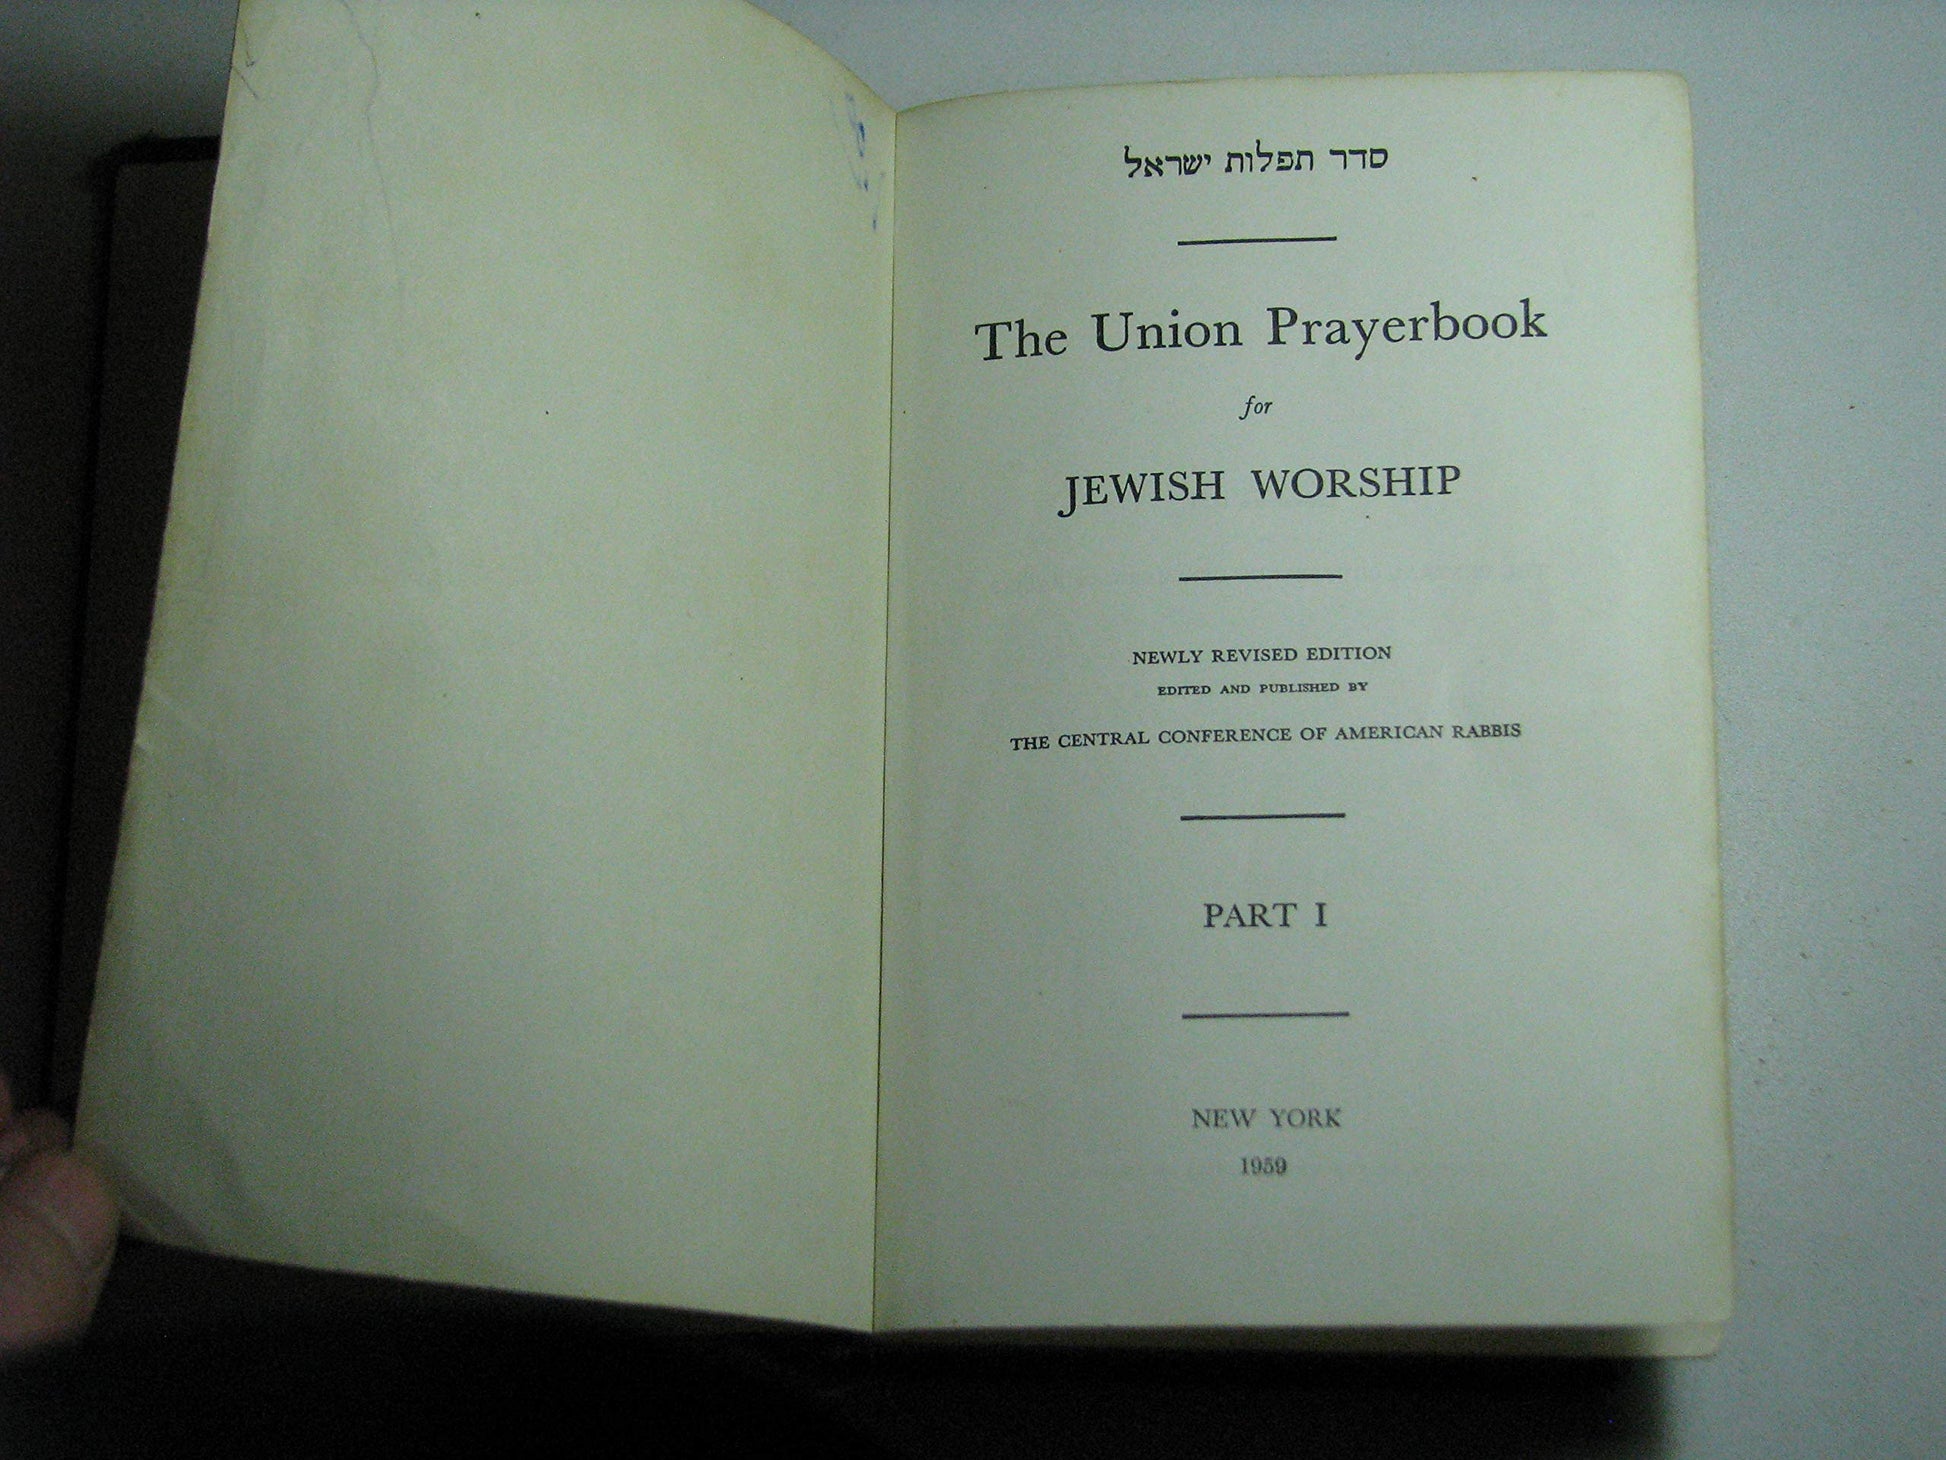 סדר תפלות ישראל
The Union Prayerbook
for
JEWISH WORSHIP
NEWLY REVISED EDITION
EDITED AND PUBLISHED BY
THE CENTRAL CONFERENCE OF AMERICAN RABBIS
PART I
NEW YORK
1959